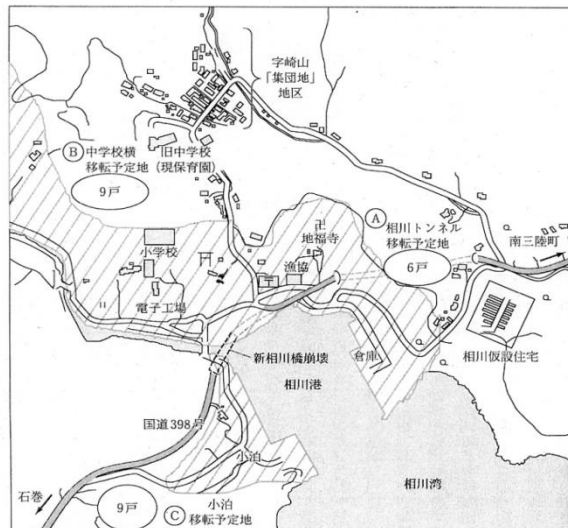 字崎山
「集団地」
地区
Ⓑ 中学校横
移転予定地
9戸
旧中学校
(現保育園)
Ⓐ
相川トンネル
移転予定地
6戸
南三陸町
卍
地福寺
小学校
漁協
電子工場
倉庫
相川仮設住宅
新相川橋崩壊
相川港
国道398号
小泊
相川湾
石巻
9戸
Ⓒ 小泊
移転予定地